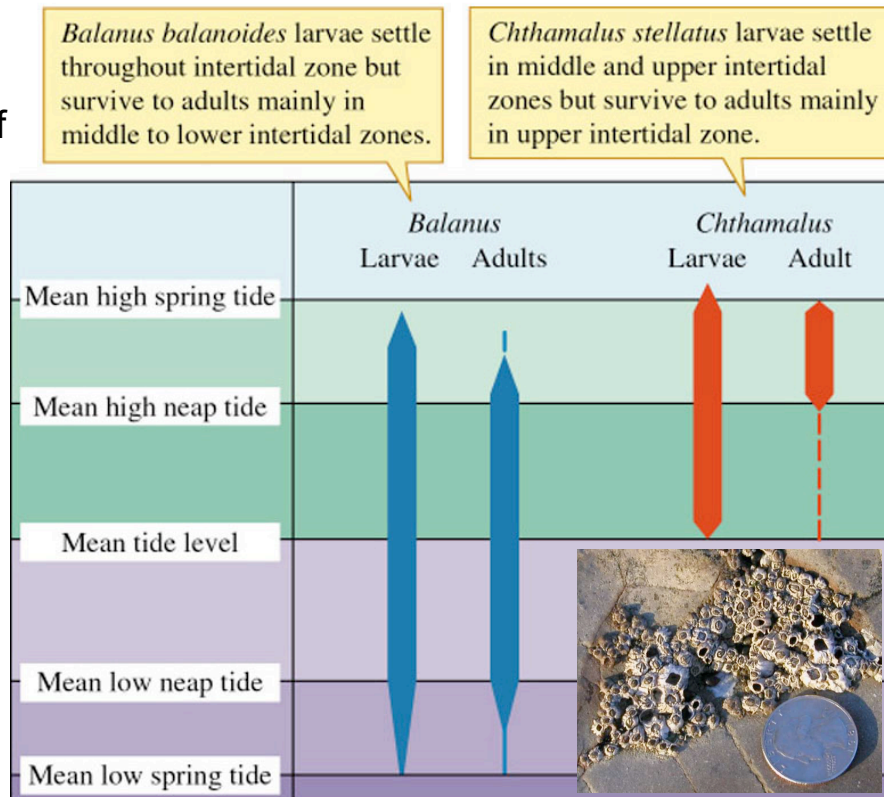 Balanus balanoides larvae settle
throughout intertidal zone but
survive to adults mainly in
middle to lower intertidal zones.
Chthamalus stellatus larvae settle
in middle and upper intertidal
zones but survive to adults mainly
in upper intertidal zone.
f
Balanus
Larvae Adults
Chthamalus
Larvae Adult
Mean high spring tide
Mean high neap tide
Mean tide level
Mean low neap tide
Mean low spring tide